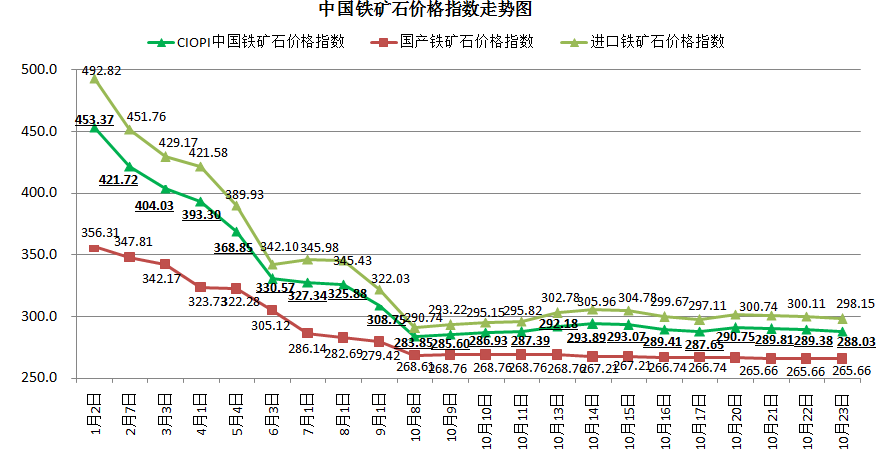 中国铁矿石价格指数走势图
CIOPI中国铁矿石价格指数 国产铁矿石价格指数 进口铁矿石价格指数
500.0
450.0
400.0
350.0
300.0
250.0
492.82 451.76 429.17 421.58 389.93 342.10 345.98 345.43 322.03 290.74 293.22 295.15 295.82 302.78 305.96 304.78 299.67 297.11 300.74 300.11 298.15
453.37 421.72 404.03 393.30 368.85 330.57 327.34 325.88 308.75 283.85 285.60 286.93 287.39 292.18 293.89 293.07 289.41 287.65 290.75 289.81 289.38 288.03
356.31 347.81 342.17 323.73 322.28 305.12 286.14 282.69 279.42 268.61 268.76 268.76 268.76 268.76 267.21 267.21 266.74 266.74 265.66 265.66 265.66
1月2日 2月7日 3月3日 4月1日 5月4日 6月3日 7月1日 8月1日 9月1日 10月8日 10月9日 10月10日 10月11日 10月13日 10月14日 10月15日 10月16日 10月17日 10月20日 10月21日 10月22日 10月23日